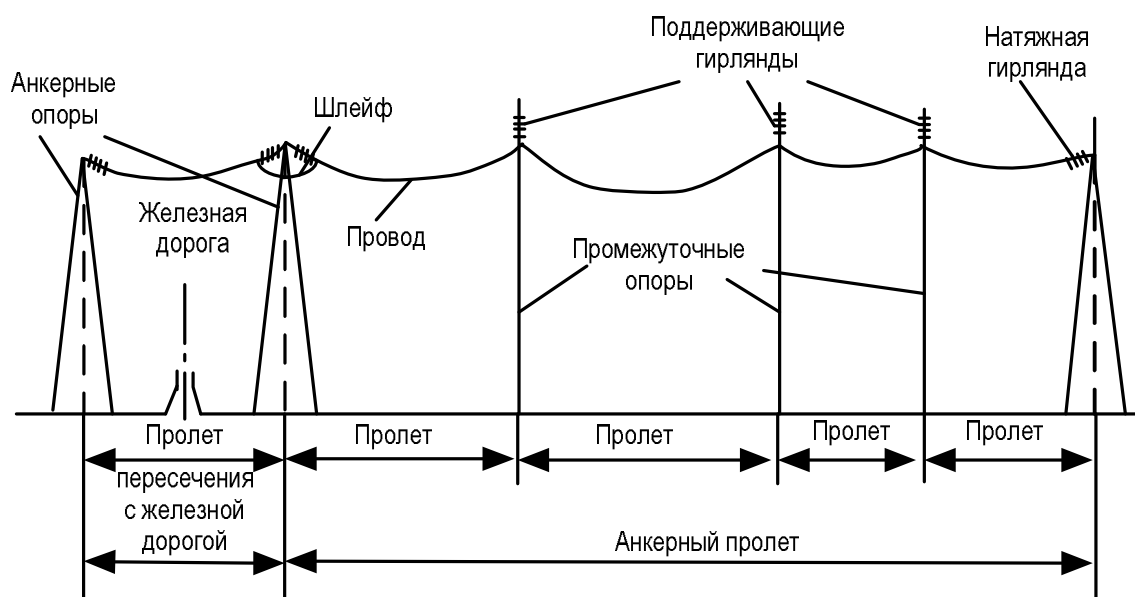 Поддерживающие
гирлянды
Натяжная
гирлянда
Анкерные
опоры
Шлейф
Железная
дорога
Провод
Промежуточные
опоры
Пролет
пересечения
с железной
дорогой
Пролет
Пролет
Пролет
Пролет
Анкерный пролет